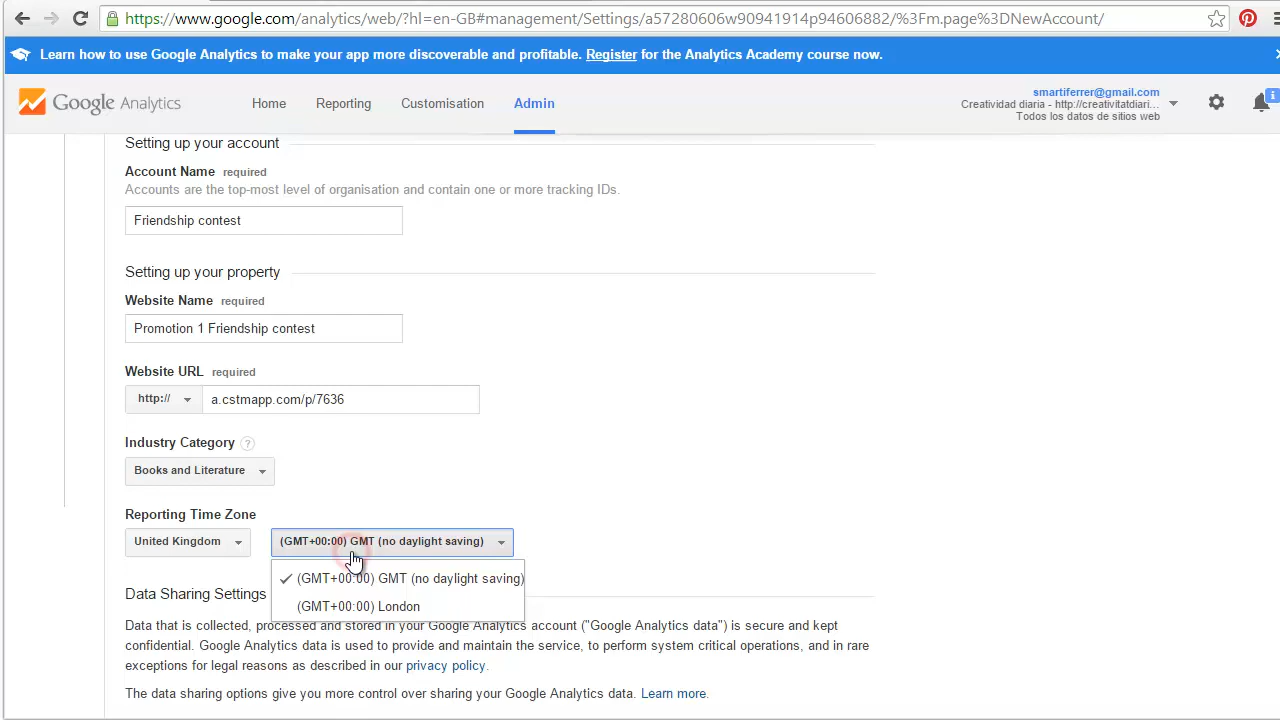 https://www.google.com/analytics/web/?hl=en-GB#management/Settings/a57280606w90941914p94606882/%3Fm.page%3DNewAccount/
Learn how to use Google Analytics to make your app more discoverable and profitable. Register for the Analytics Academy course now.
Google Analytics
Home
Reporting
Customisation
Admin
smartiferrer@gmail.com
Creatividad diaria - http://creativitatdiari...
Todos los datos de sitios web
Setting up your account
Account Name required
Accounts are the top-most level of organisation and contain one or more tracking IDs.
Friendship contest
Setting up your property
Website Name required
Promotion 1 Friendship contest
Website URL required
http:// a.cstmapp.com/p/7636
Industry Category ?
Books and Literature
Reporting Time Zone
United Kingdom (GMT+00:00) GMT (no daylight saving)
(GMT+00:00) GMT (no daylight saving)
(GMT+00:00) London
Data Sharing Settings
Data that is collected, processed and stored in your Google Analytics account ("Google Analytics data") is secure and kept
confidential. Google Analytics data is used to provide and maintain the service, to perform system critical operations, and in rare
exceptions for legal reasons as described in our privacy policy.
The data sharing options give you more control over sharing your Google Analytics data. Learn more.